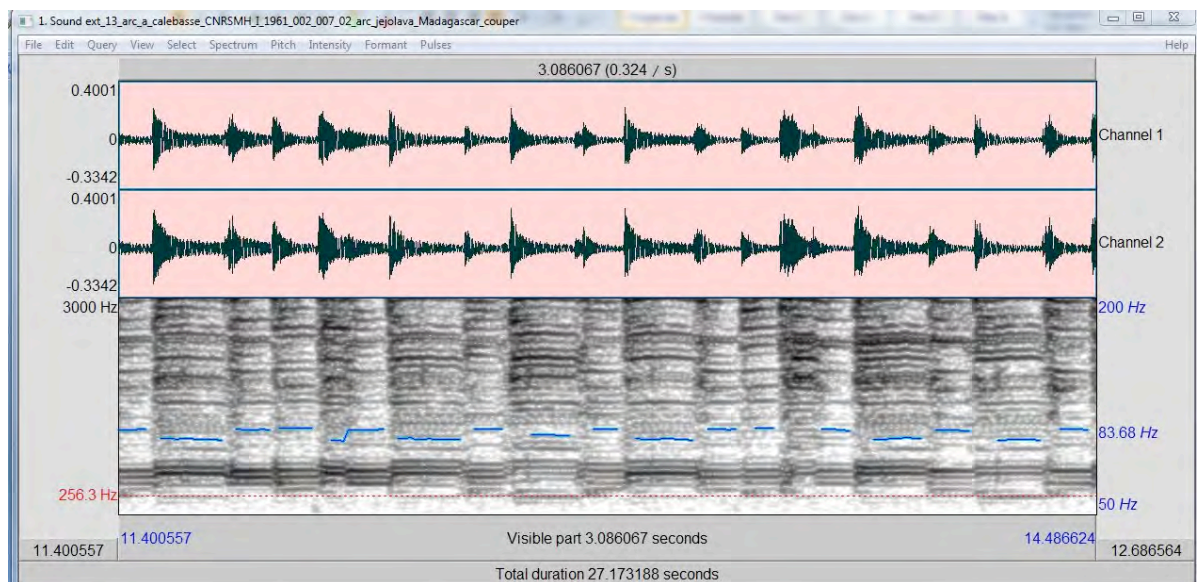 1. Sound ext_13_arc_a_calebasse_CNRSMH_I_1961_002_007_02_arc_jejolava_Madagascar_couper
File Edit Query View Select Spectrum Pitch Intensity Formant Pulses Help
3.086067 (0.324 / s)
0.4001
0
-0.3342
Channel 1
0.4001
0
-0.3342
Channel 2
3000 Hz
200 Hz
83.68 Hz
256.3 Hz
50 Hz
11.400557
11.400557
Visible part 3.086067 seconds
14.486624
12.686564
Total duration 27.173188 seconds